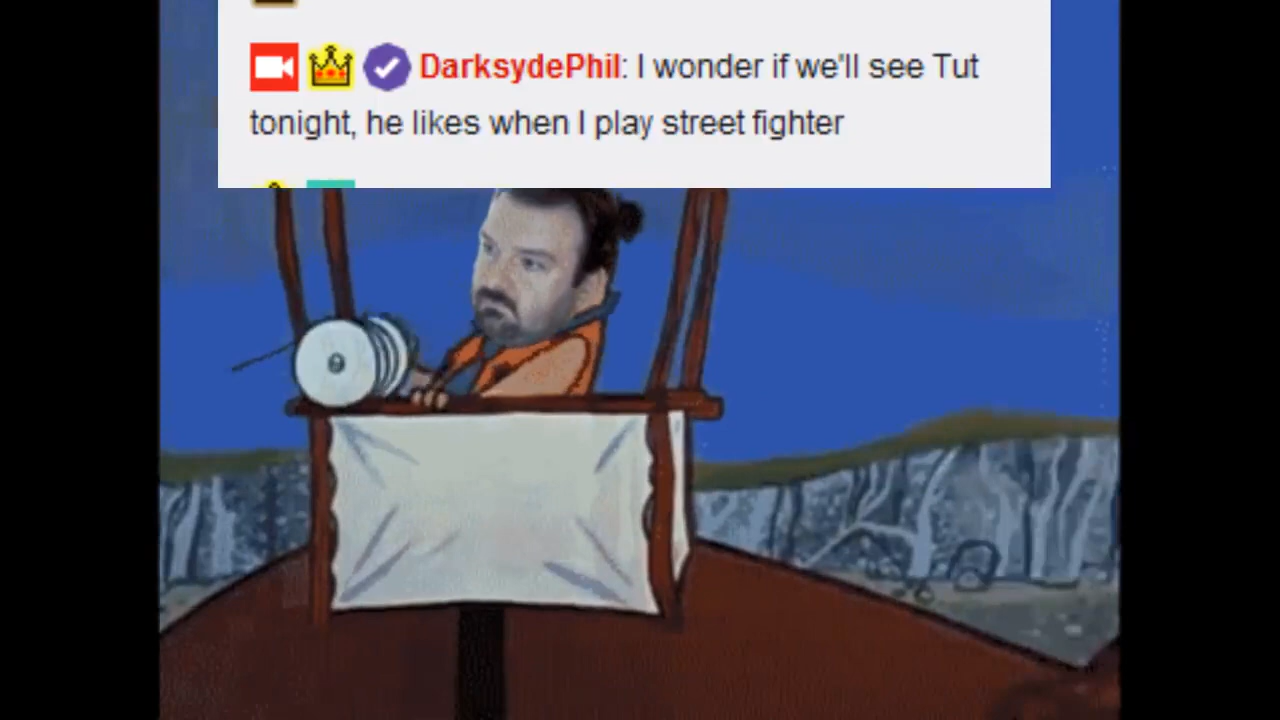 DarksydePhil: I wonder if we'll see Tut
tonight, he likes when I play street fighter